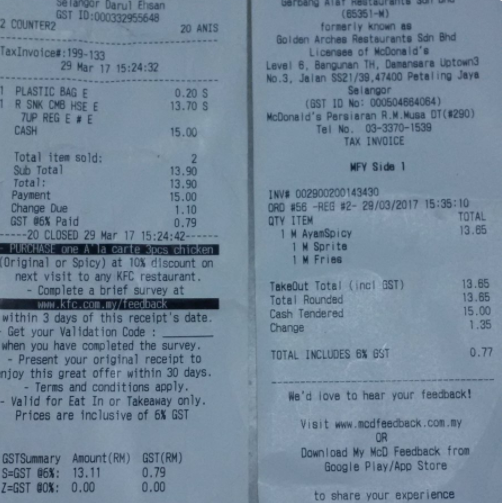 Selangor Darul Ehsan
GST ID:000332955648
2 COUNTER2 20 ANIS
TaxInvoice#:199-133
29 Mar 17 15:24:32
1 PLASTIC BAG E 0.20 S
1 R SNK CMB HSE E 13.70 S
7UP REG E # E
CASH 15.00
Total item sold: 2
Sub Total 13.90
Total: 13.90
Payment 15.00
Change Due 1.10
GST @6% Paid 0.79
-----20 CLOSED 29 Mar 17 15:24:42-----
- PURCHASE one A'la carte 3pcs chicken
(Original or Spicy) at 10% discount on
next visit to any KFC restaurant.
- Complete a brief survey at
www.kfc.com.my/feedback
within 3 days of this receipt's date.
- Get your Validation Code : ________
when you have completed the survey.
- Present your original receipt to
njoy this great offer within 30 days.
- Terms and conditions apply.
- Valid for Eat In or Takeaway only.
Prices are inclusive of 6% GST
GSTSummary Amount(RM) GST(RM)
S=GST @6%: 13.11 0.79
Z=GST @0%: 0.00 0.00
Gerbang Alaf Restaurants Sdn Bhd
(65351-W)
formerly known as
Golden Arches Restaurants Sdn Bhd
Licensee of McDonald's
Level 6, Bangunan TH, Damansara Uptown3
No.3, Jalan SS21/39,47400 Petaling Jaya
Selangor
(GST ID No: 000504664064)
McDonald's Persiaran R.M.Musa DT(#290)
Tel No. 03-3370-1539
TAX INVOICE
MFY Side 1
INV# 002900200143430
ORD #56 -REG #2- 29/03/2017 15:35:10
QTY ITEM TOTAL
1 M AyamSpicy 13.65
1 M Sprite
1 M Fries
TakeOut Total (incl GST) 13.65
Total Rounded 13.65
Cash Tendered 15.00
Change 1.35
TOTAL INCLUDES 6% GST 0.77
We'd love to hear your feedback!
Visit www.mcdfeedback.com.my
OR
Download My McD Feedback from
Google Play/App Store
to share your experience